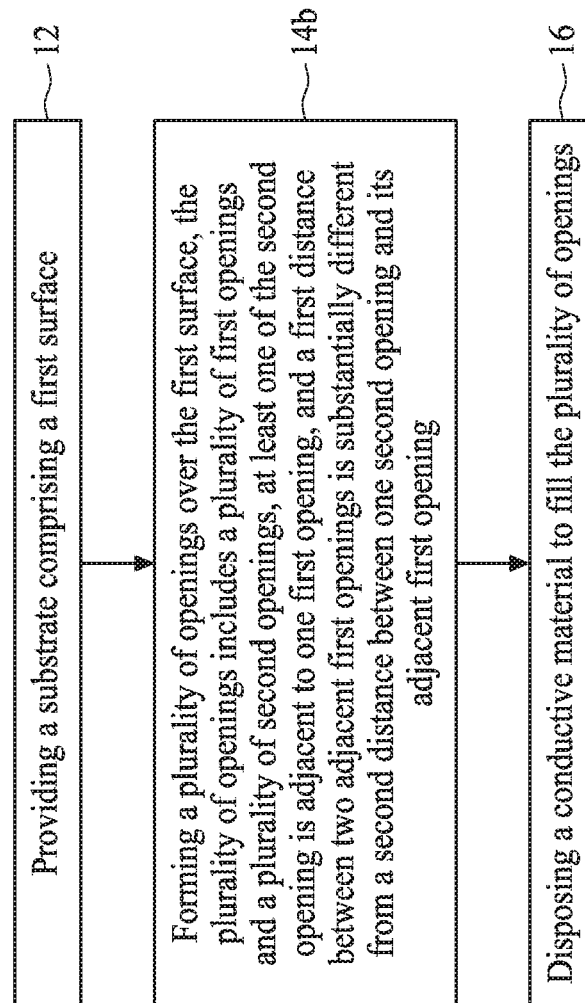 Providing a substrate comprising a first surface
12
Forming a plurality of openings over the first surface, the
plurality of openings includes a plurality of first openings
and a plurality of second openings, at least one of the second
opening is adjacent to one first opening, and a first distance
between two adjacent first openings is substantially different
from a second distance between one second opening and its
adjacent first opening
14b
Disposing a conductive material to fill the plurality of openings
16